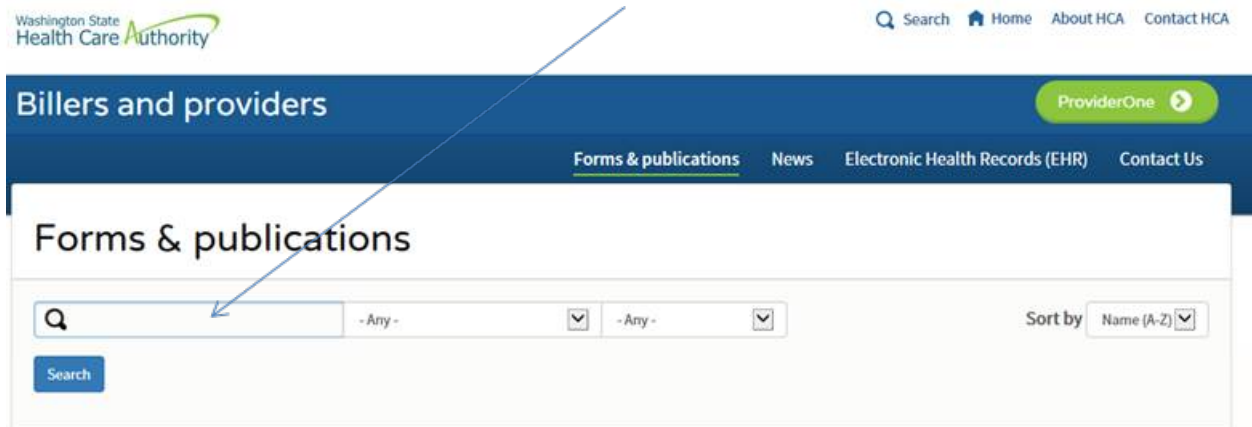 Washington State
Health Care Authority
Search Home About HCA Contact HCA
Billers and providers
ProviderOne
Forms & publications News Electronic Health Records (EHR) Contact Us
Forms & publications
- Any - - Any - Sort by Name (A-Z)
Search